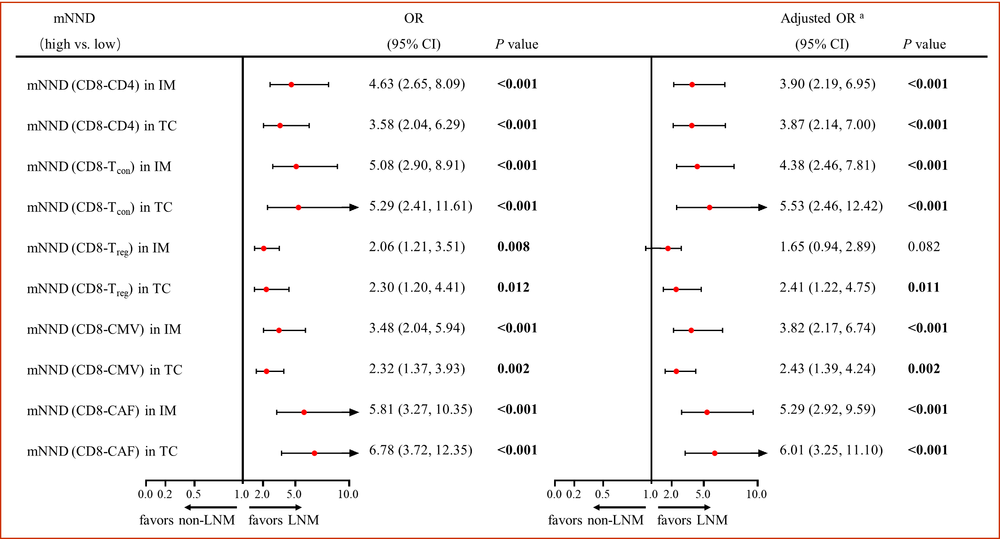 mNND OR Adjusted OR a
(high vs. low) (95% CI) P value (95% CI) P value
mNND (CD8-CD4) in IM 4.63 (2.65, 8.09) <0.001 3.90 (2.19, 6.95) <0.001
mNND (CD8-CD4) in TC 3.58 (2.04, 6.29) <0.001 3.87 (2.14, 7.00) <0.001
mNND (CD8-Tcon) in IM 5.08 (2.90, 8.91) <0.001 4.38 (2.46, 7.81) <0.001
mNND (CD8-Tcon) in TC 5.29 (2.41, 11.61) <0.001 5.53 (2.46, 12.42) <0.001
mNND (CD8-Treg) in IM 2.06 (1.21, 3.51) 0.008 1.65 (0.94, 2.89) 0.082
mNND (CD8-Treg) in TC 2.30 (1.20, 4.41) 0.012 2.41 (1.22, 4.75) 0.011
mNND (CD8-CMV) in IM 3.48 (2.04, 5.94) <0.001 3.82 (2.17, 6.74) <0.001
mNND (CD8-CMV) in TC 2.32 (1.37, 3.93) 0.002 2.43 (1.39, 4.24) 0.002
mNND (CD8-CAF) in IM 5.81 (3.27, 10.35) <0.001 5.29 (2.92, 9.59) <0.001
mNND (CD8-CAF) in TC 6.78 (3.72, 12.35) <0.001 6.01 (3.25, 11.10) <0.001
0.0 0.2 0.5 1.0 2.0 5.0 10.0 0.0 0.2 0.5 1.0 2.0 5.0 10.0
favors non-LNM favors LNM favors non-LNM favors LNM